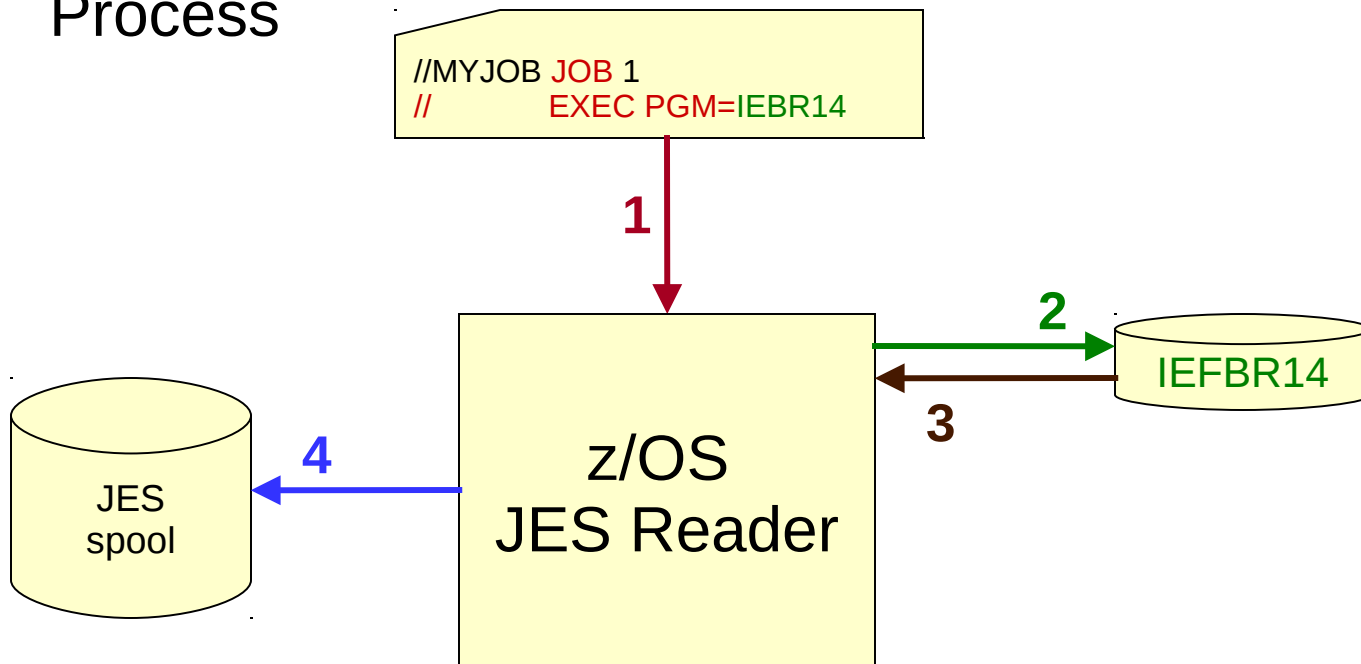 Process
//MYJOB JOB 1
// EXEC PGM=IEBR14
1
2
IEFBR14
3
z/OS
JES Reader
4
JES
spool